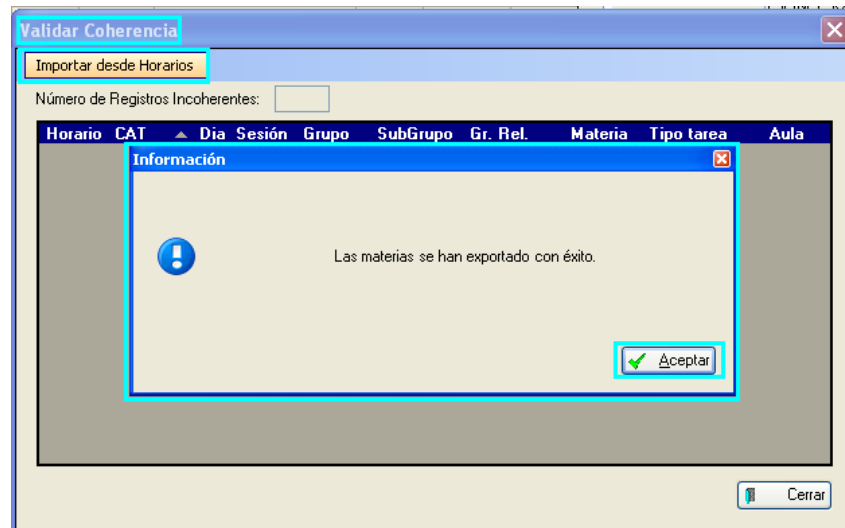 Validar Coherencia
Importar desde Horarios
Número de Registros Incoherentes:
Horario CAT Dia Sesión Grupo SubGrupo Gr. Rel. Materia Tipo tarea Aula
Información
Las materias se han exportado con éxito.
Aceptar
Cerrar